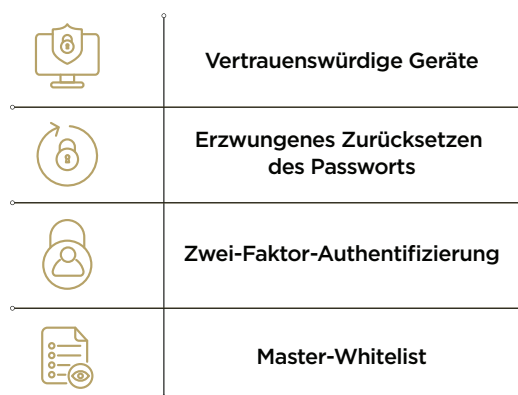 Vertrauenswürdige Geräte
Erzwungenes Zurücksetzen
des Passworts
Zwei-Faktor-Authentifizierung
Master-Whitelist